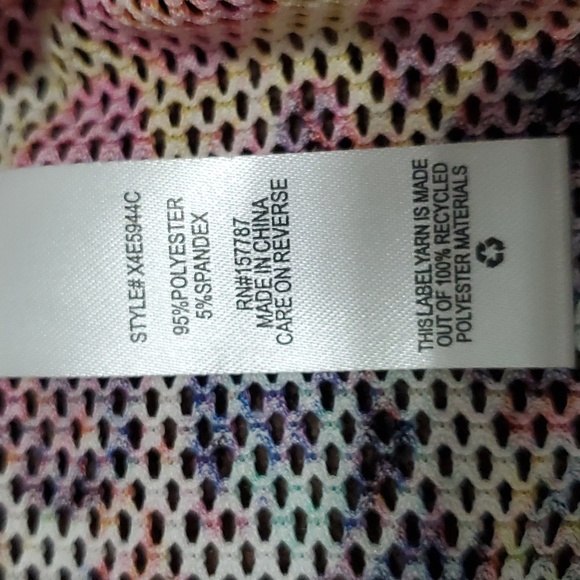 STYLE# X4E5944C
95%POLYESTER
5%SPANDEX
RN#157787
MADE IN CHINA
CARE ON REVERSE
THIS LABEL YARN IS MADE
OUT OF 100% RECYCLED
POLYESTER MATERIALS